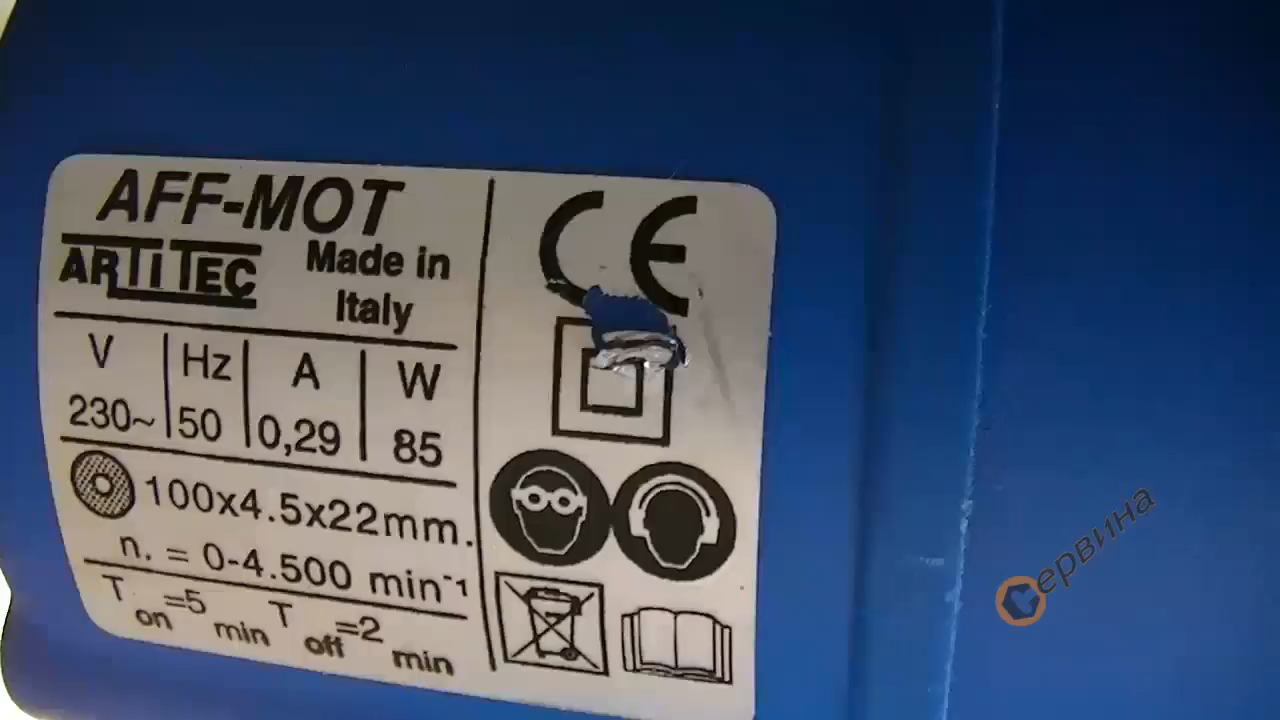 AFF-MOT
ARTITEC
Made in
Italy
V Hz A W
230~ 50 0,29 85
100x4.5x22mm.
n. = 0-4.500 min⁻¹
T on =5 min T off =2 min
CE
Сервина